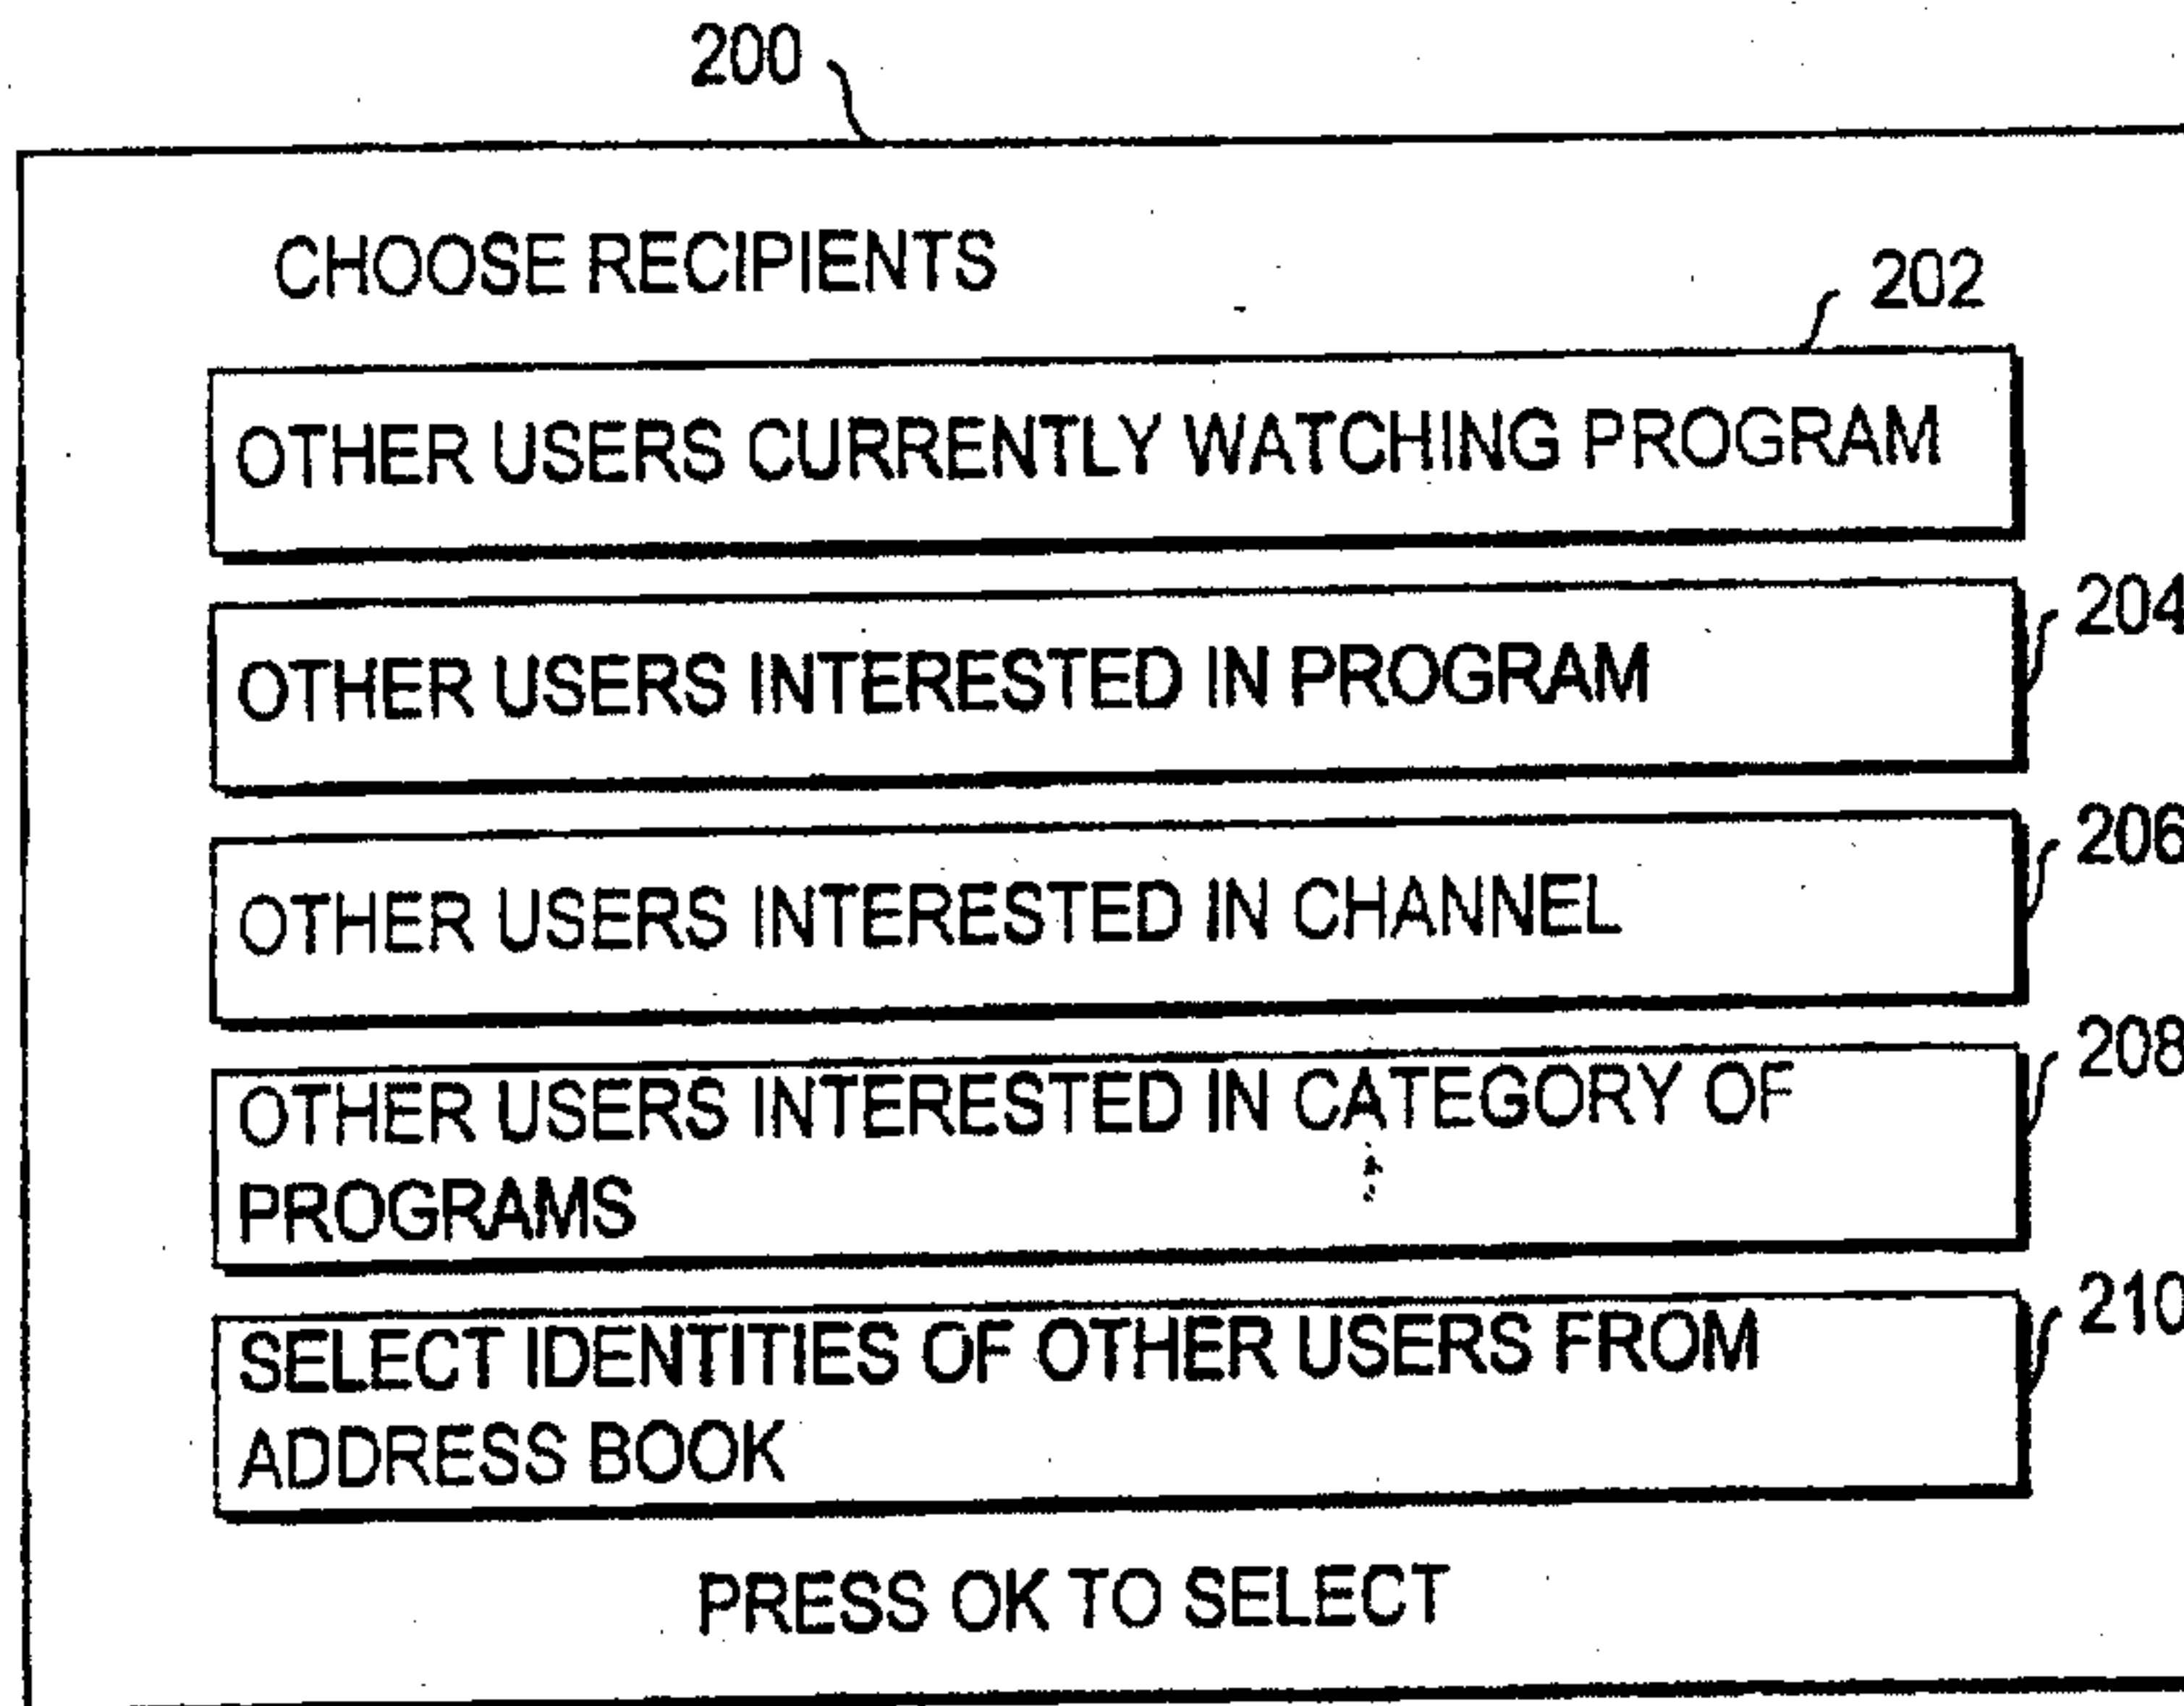 200
CHOOSE RECIPIENTS
202
OTHER USERS CURRENTLY WATCHING PROGRAM
204
OTHER USERS INTERESTED IN PROGRAM
206
OTHER USERS INTERESTED IN CHANNEL
208
OTHER USERS INTERESTED IN CATEGORY OF
PROGRAMS
210
SELECT IDENTITIES OF OTHER USERS FROM
ADDRESS BOOK
PRESS OK TO SELECT